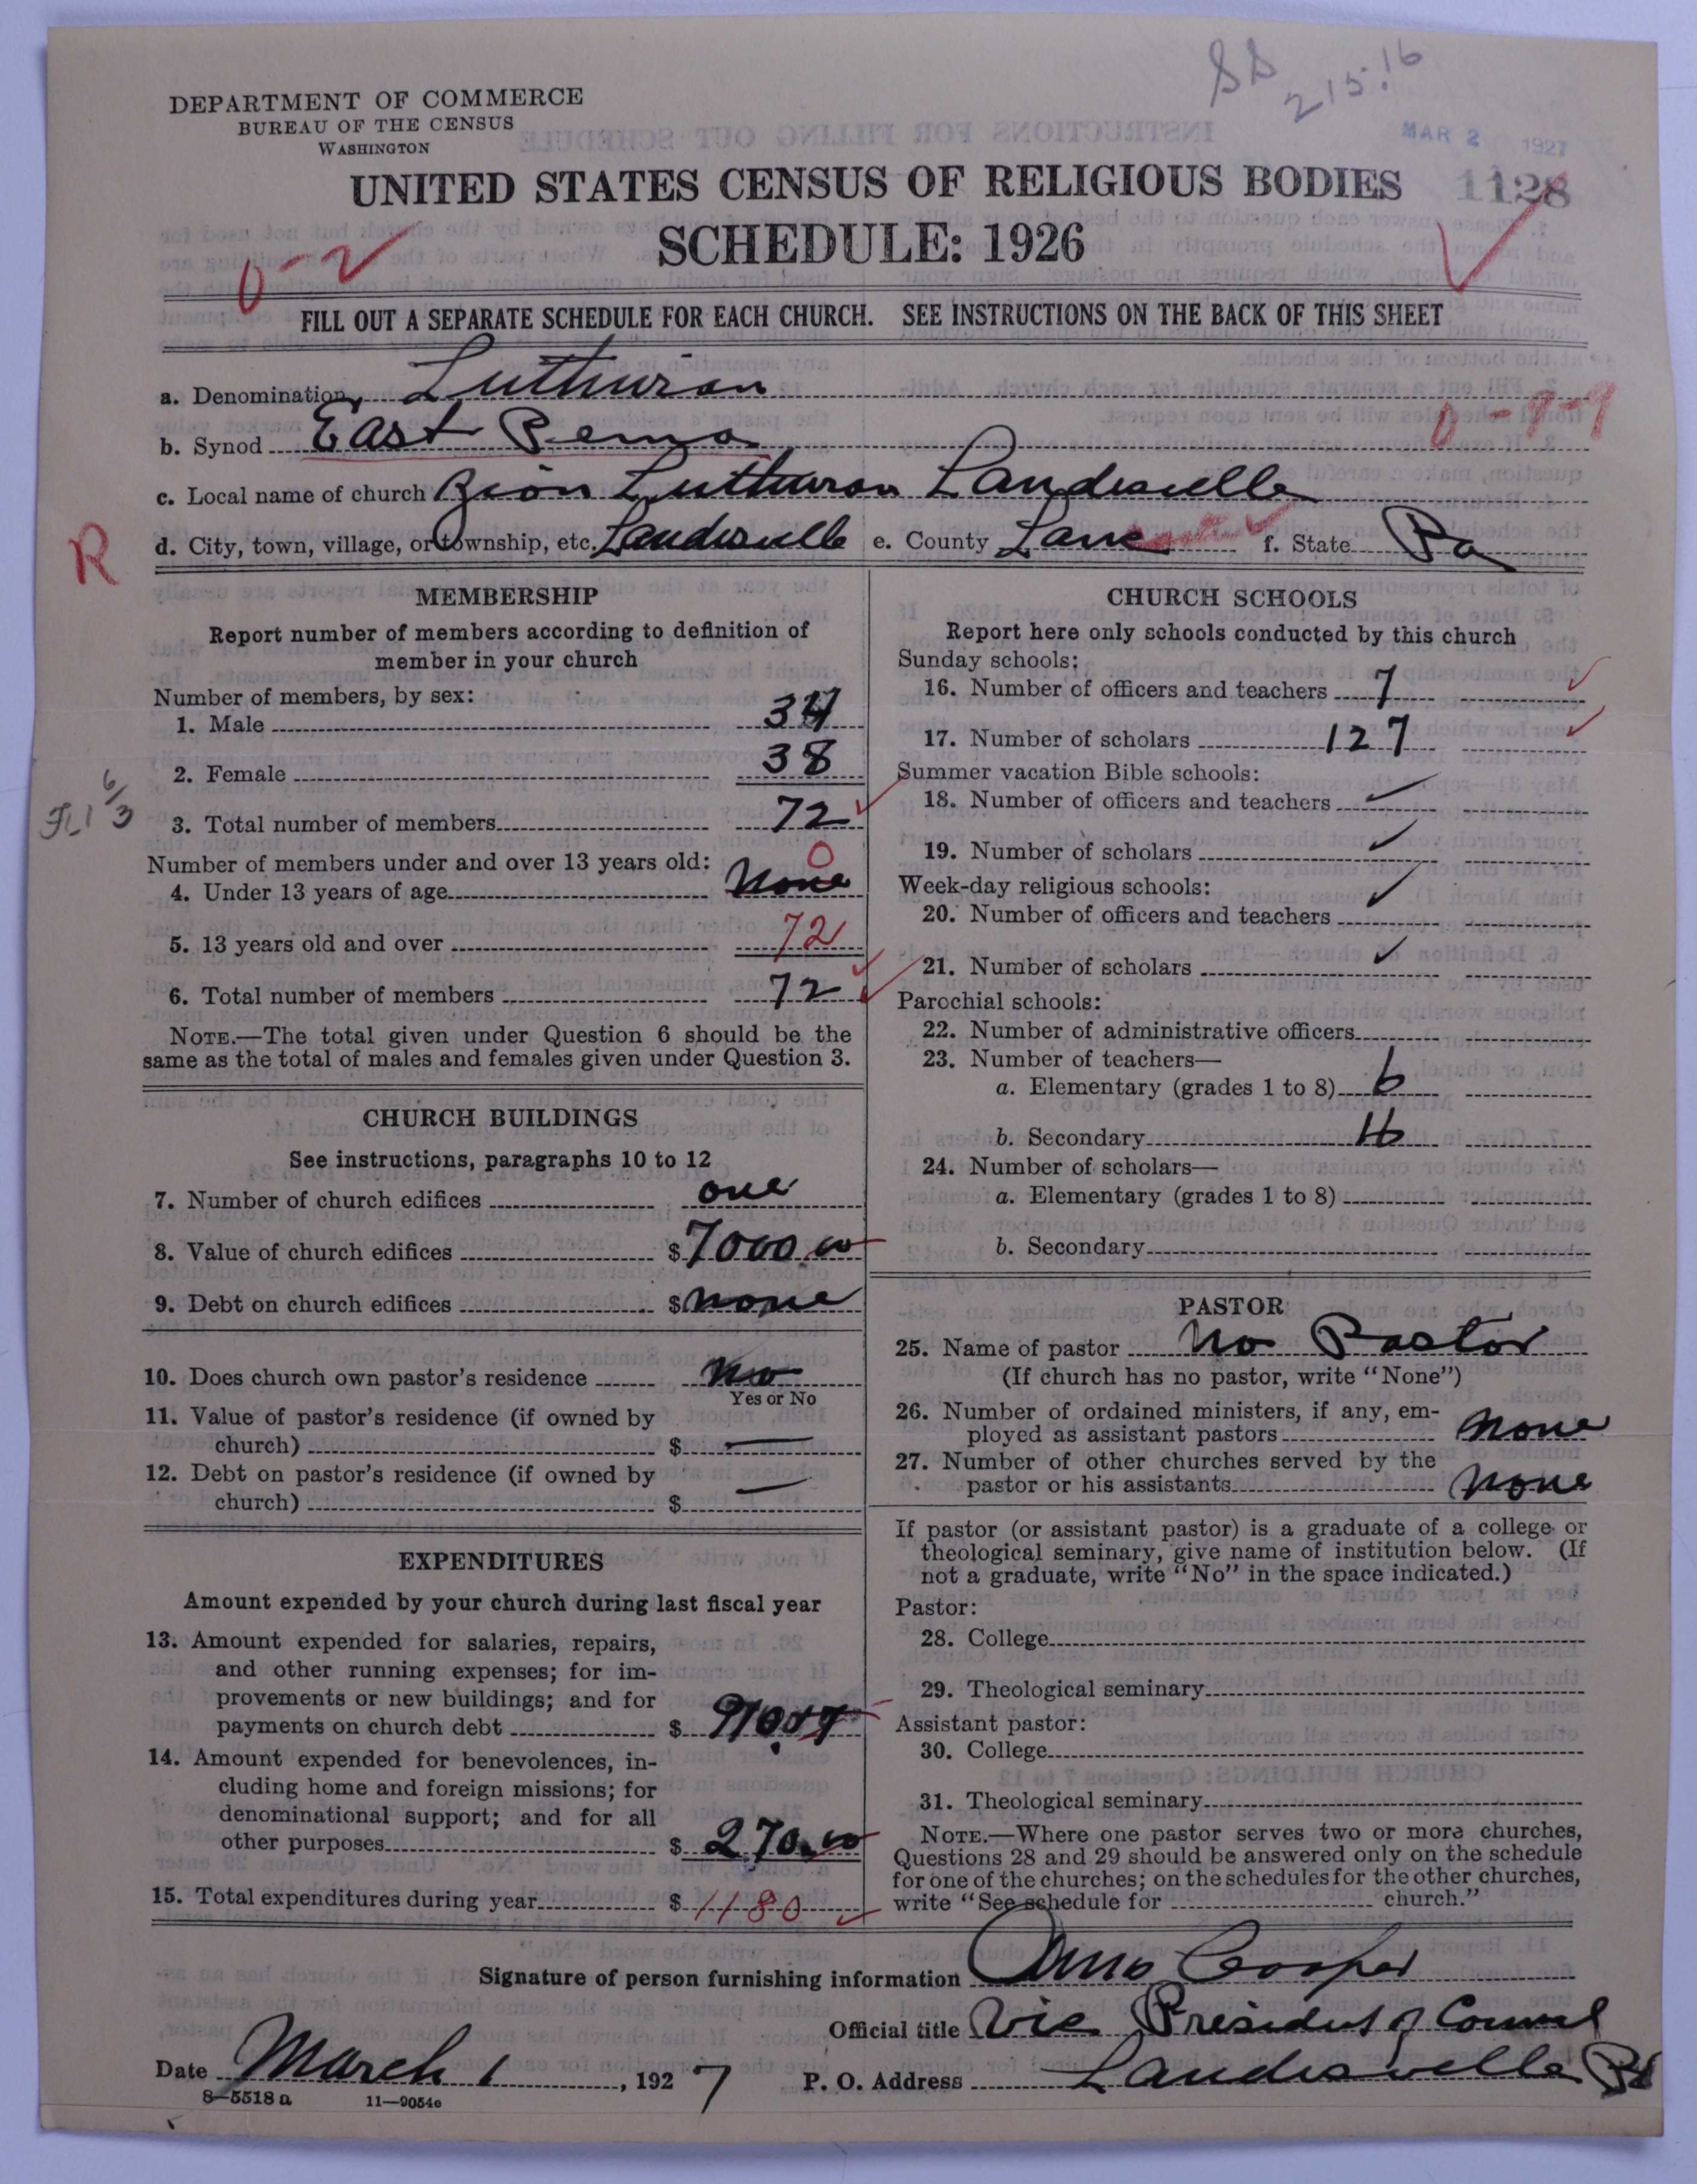 SS
215:16
DEPARTMENT OF COMMERCE
BUREAU OF THE CENSUS
WASHINGTON
MAR 2 1927
UNITED STATES CENSUS OF RELIGIOUS BODIES
1128
SCHEDULE: 1926
0-2
FILL OUT A SEPARATE SCHEDULE FOR EACH CHURCH. SEE INSTRUCTIONS ON THE BACK OF THIS SHEET
a. Denomination Lutheran
0-9-9
b. Synod East Penna
c. Local name of church Zion Lutheran Landisville
R
d. City, town, village, or township, etc. Landisville e. County Lanc f. State Pa
MEMBERSHIP
Report number of members according to definition of
member in your church
Number of members, by sex:
1. Male 34
2. Female 38
3. Total number of members 72
Number of members under and over 13 years old:
0
4. Under 13 years of age none
5. 13 years old and over 72
6. Total number of members 72
NOTE.—The total given under Question 6 should be the
same as the total of males and females given under Question 3.
CHURCH BUILDINGS
See instructions, paragraphs 10 to 12
7. Number of church edifices one
8. Value of church edifices $ 7000.00
9. Debt on church edifices $ none
10. Does church own pastor's residence no
Yes or No
11. Value of pastor's residence (if owned by
church) $ —
12. Debt on pastor's residence (if owned by
church) $ —
EXPENDITURES
Amount expended by your church during last fiscal year
13. Amount expended for salaries, repairs,
and other running expenses; for im-
provements or new buildings; and for
payments on church debt $
14. Amount expended for benevolences, in-
cluding home and foreign missions; for
denominational support; and for all
other purposes $ 270.00
15. Total expenditures during year $ 1180
CHURCH SCHOOLS
Report here only schools conducted by this church
Sunday schools:
16. Number of officers and teachers 7
17. Number of scholars 127
Summer vacation Bible schools:
18. Number of officers and teachers
19. Number of scholars
Week-day religious schools:
20. Number of officers and teachers
21. Number of scholars
Parochial schools:
22. Number of administrative officers
23. Number of teachers—
a. Elementary (grades 1 to 8) 6
b. Secondary
24. Number of scholars—
a. Elementary (grades 1 to 8)
b. Secondary
PASTOR
25. Name of pastor no Pastor
(If church has no pastor, write "None")
26. Number of ordained ministers, if any, em-
ployed as assistant pastors none
27. Number of other churches served by the
pastor or his assistants none
If pastor (or assistant pastor) is a graduate of a college or
theological seminary, give name of institution below. (If
not a graduate, write "No" in the space indicated.)
Pastor:
28. College
29. Theological seminary
Assistant pastor:
30. College
31. Theological seminary
NOTE.—Where one pastor serves two or more churches,
Questions 28 and 29 should be answered only on the schedule
for one of the churches; on the schedules for the other churches,
write "See schedule for church."
Signature of person furnishing information Amos Cooper
Official title Vice President of Council
Date March 1, 1927 P. O. Address Landisville Pa
8—5518 a 11—9054e